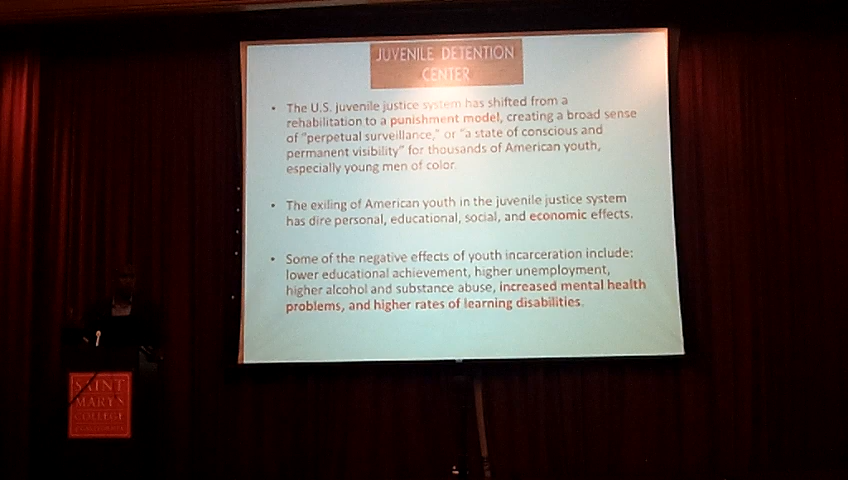 JUVENILE DETENTION
CENTER
• The U.S. juvenile justice system has shifted from a
rehabilitation to a punishment model, creating a broad sense
of "perpetual surveillance," or "a state of conscious and
permanent visibility" for thousands of American youth,
especially young men of color.
• The exiling of American youth in the juvenile justice system
has dire personal, educational, social, and economic effects.
• Some of the negative effects of youth incarceration include:
lower educational achievement, higher unemployment,
higher alcohol and substance abuse, increased mental health
problems, and higher rates of learning disabilities.
SAINT
MARY'S
COLLEGE